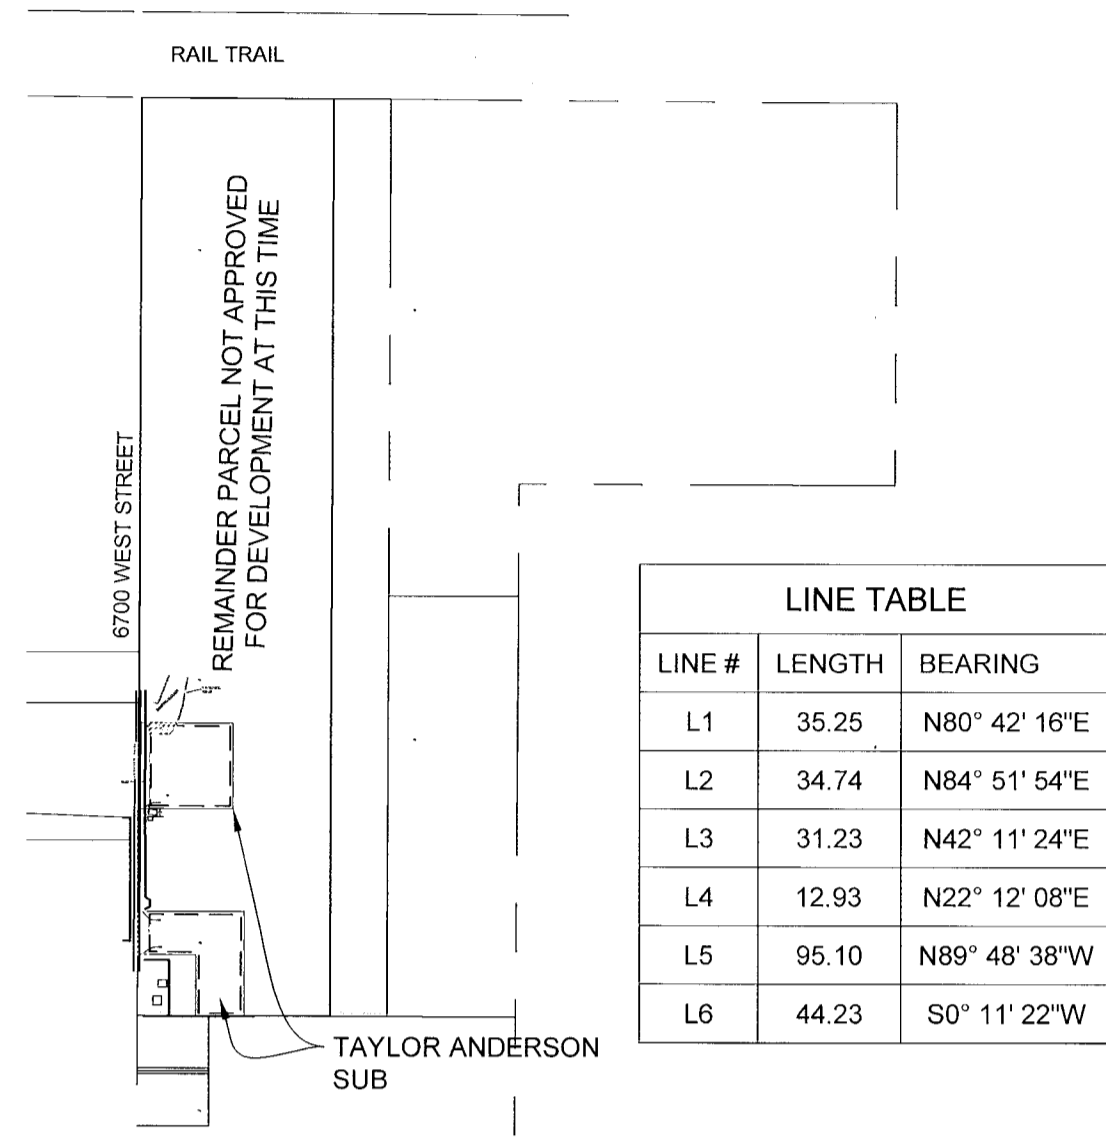 RAIL TRAIL
REMAINDER PARCEL NOT APPROVED
FOR DEVELOPMENT AT THIS TIME
6700 WEST STREET
LINE TABLE
LINE # LENGTH BEARING
L1 35.25 N80° 42' 16"E
L2 34.74 N84° 51' 54"E
L3 31.23 N42° 11' 24"E
L4 12.93 N22° 12' 08"E
L5 95.10 N89° 48' 38"W
L6 44.23 S0° 11' 22"W
TAYLOR ANDERSON
SUB